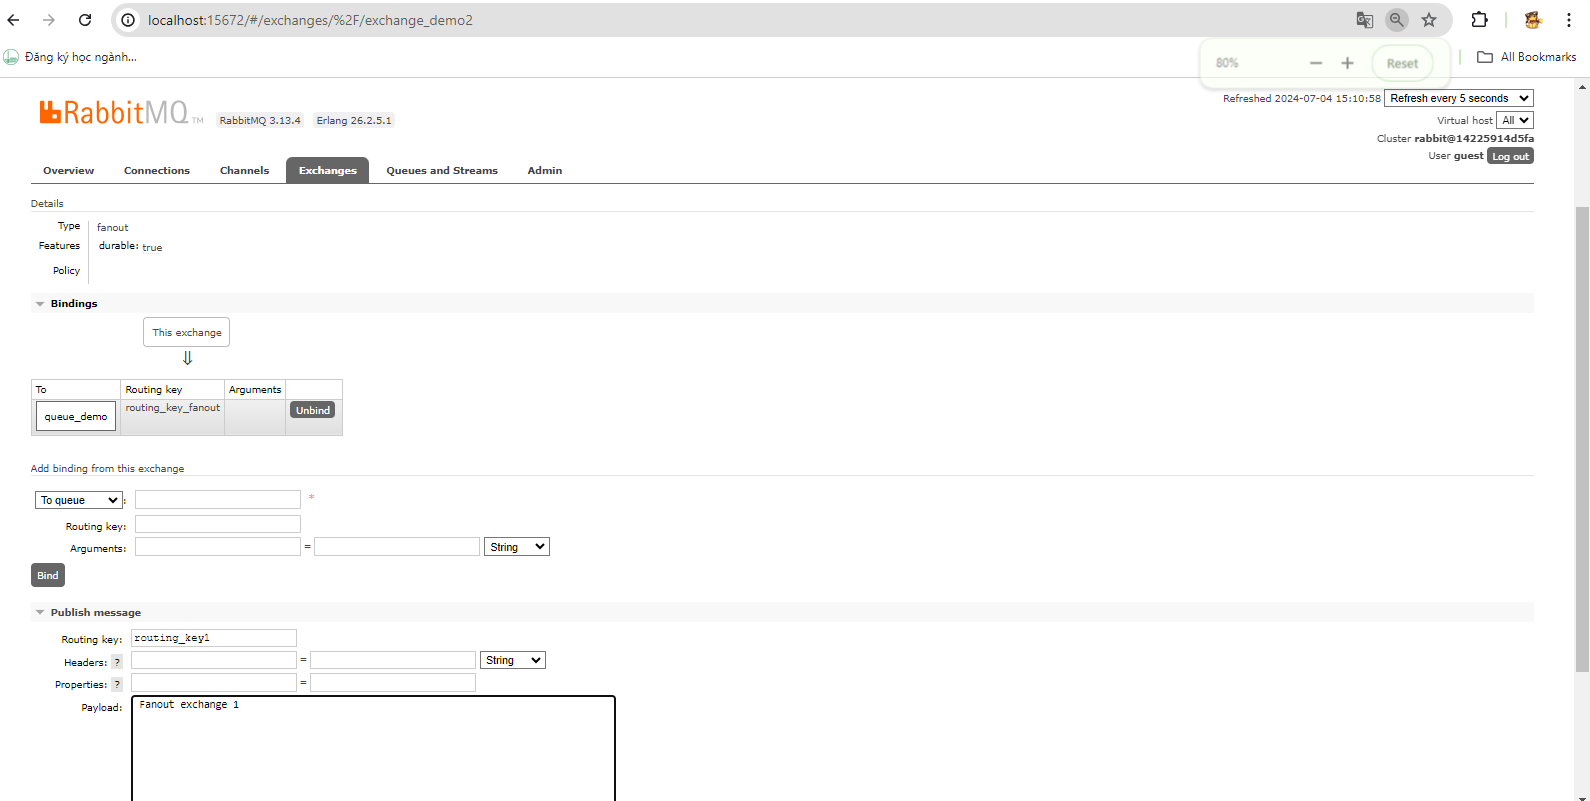 localhost:15672/#/exchanges/%2F/exchange_demo2
Đăng ký học ngành...
80%
Reset
All Bookmarks
RabbitMQ TM
RabbitMQ 3.13.4 Erlang 26.2.5.1
Refreshed 2024-07-04 15:10:58 Refresh every 5 seconds
Virtual host All
Cluster rabbit@14225914d5fa
User guest Log out
Overview Connections Channels Exchanges Queues and Streams Admin
Details
Type fanout
Features durable: true
Policy
Bindings
This exchange
⇓
To Routing key Arguments
queue_demo routing_key_fanout Unbind
Add binding from this exchange
To queue : *
Routing key:
Arguments: = String
Bind
Publish message
Routing key: routing_key1
Headers: ? = String
Properties: ? =
Payload: Fanout exchange 1